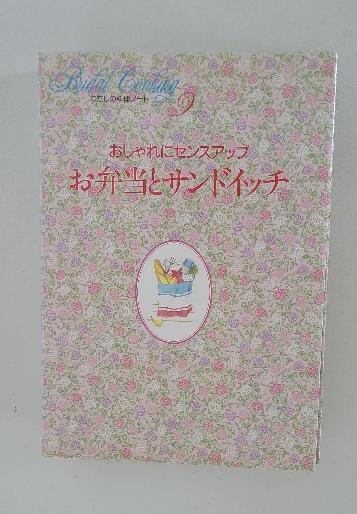 Bridal Cooking
わたしの料理ノート
5
おしゃれにセンスアップ
お弁当とサンドイッチ